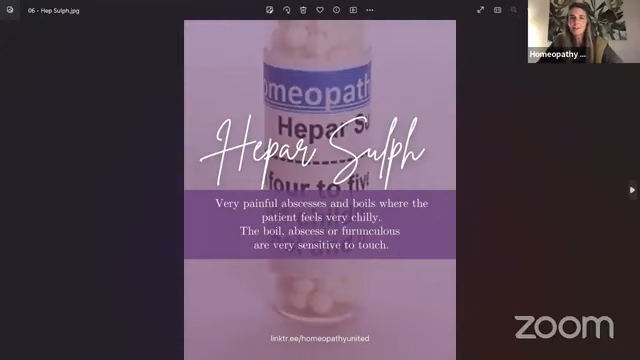 06 - Hep Sulph.jpg
Homeopathy ...
omeopath
Hepar Su
Hepar Sulph
four to five
Very painful abscesses and boils where the
patient feels very chilly.
The boil, abscess or furunculous
are very sensitive to touch.
linktr.ee/homeopathyunited
zoom